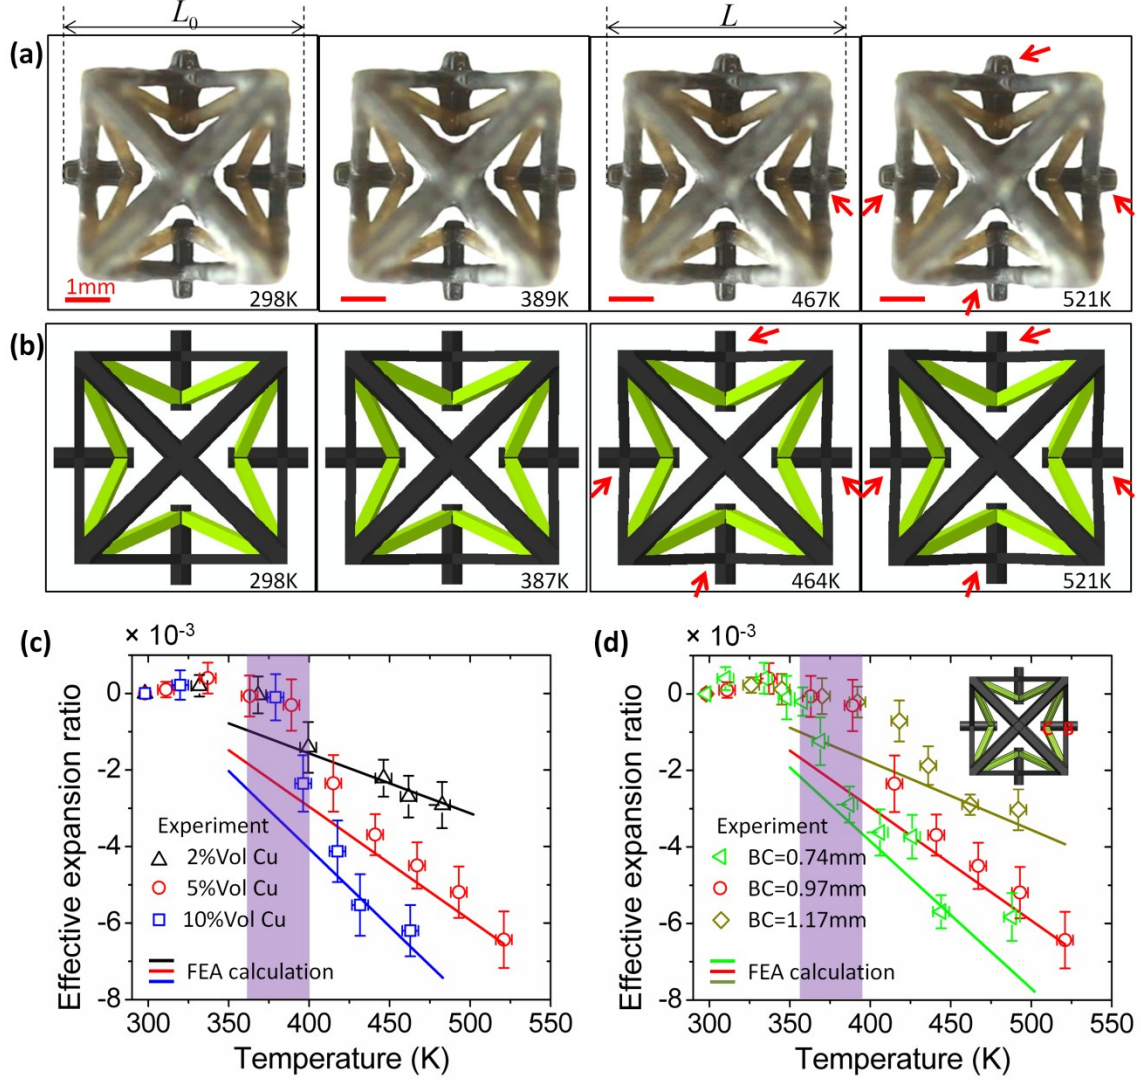 L₀
L
(a)
1mm
298K
389K
467K
521K
(b)
298K
387K
464K
521K
(c)
× 10⁻³
Effective expansion ratio
0
-2
-4
-6
-8
Experiment
2%Vol Cu
5%Vol Cu
10%Vol Cu
FEA calculation
300
350
400
450
500
550
Temperature (K)
(d)
× 10⁻³
Effective expansion ratio
0
-2
-4
-6
-8
C B
Experiment
BC=0.74mm
BC=0.97mm
BC=1.17mm
FEA calculation
300
350
400
450
500
550
Temperature (K)